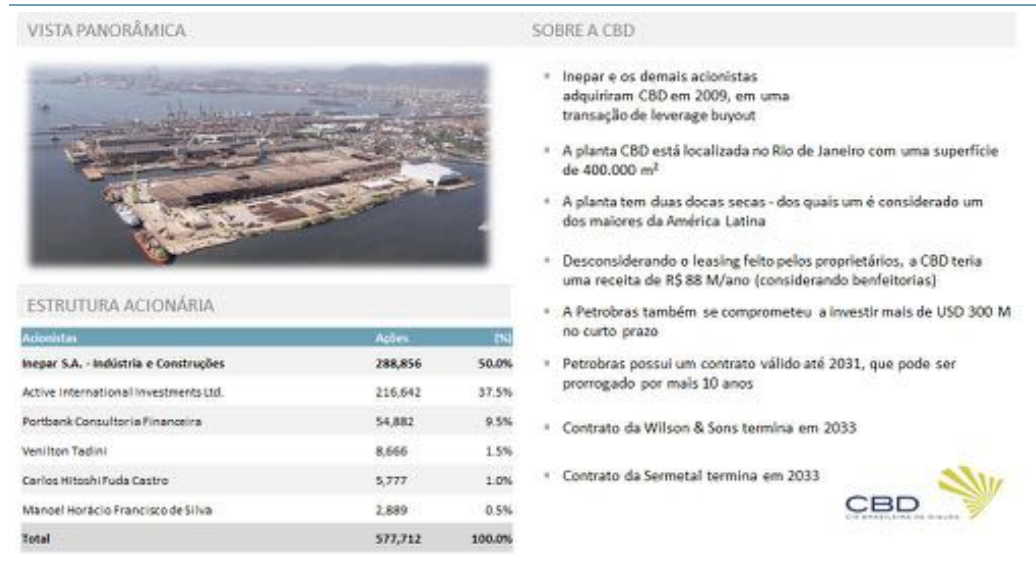 VISTA PANORÂMICA
ESTRUTURA ACIONÁRIA
Acionistas Ações (%)
Inepar S.A. - Indústria e Construções 288,856 50.0%
Active International Investments Ltd. 216,642 37.5%
Portbank Consultoria Financeira 54,882 9.5%
Venilton Tadini 8,666 1.5%
Carlos Hitoshi Fuda Castro 5,777 1.0%
Manoel Horácio Francisco de Silva 2,889 0.5%
Total 577,712 100.0%
SOBRE A CBD
Inepar e os demais acionistas
adquiriram CBD em 2009, em uma
transação de leverage buyout
A planta CBD está localizada no Rio de Janeiro com uma superfície
de 400.000 m²
A planta tem duas docas secas - dos quais um é considerado um
dos maiores da América Latina
Desconsiderando o leasing feito pelos proprietários, a CBD teria
uma receita de R$ 88 M/ano (considerando benfeitorias)
A Petrobras também se comprometeu a investir mais de USD 300 M
no curto prazo
Petrobras possui um contrato válido até 2031, que pode ser
prorrogado por mais 10 anos
Contrato da Wilson & Sons termina em 2033
Contrato da Sermetal termina em 2033
CBD